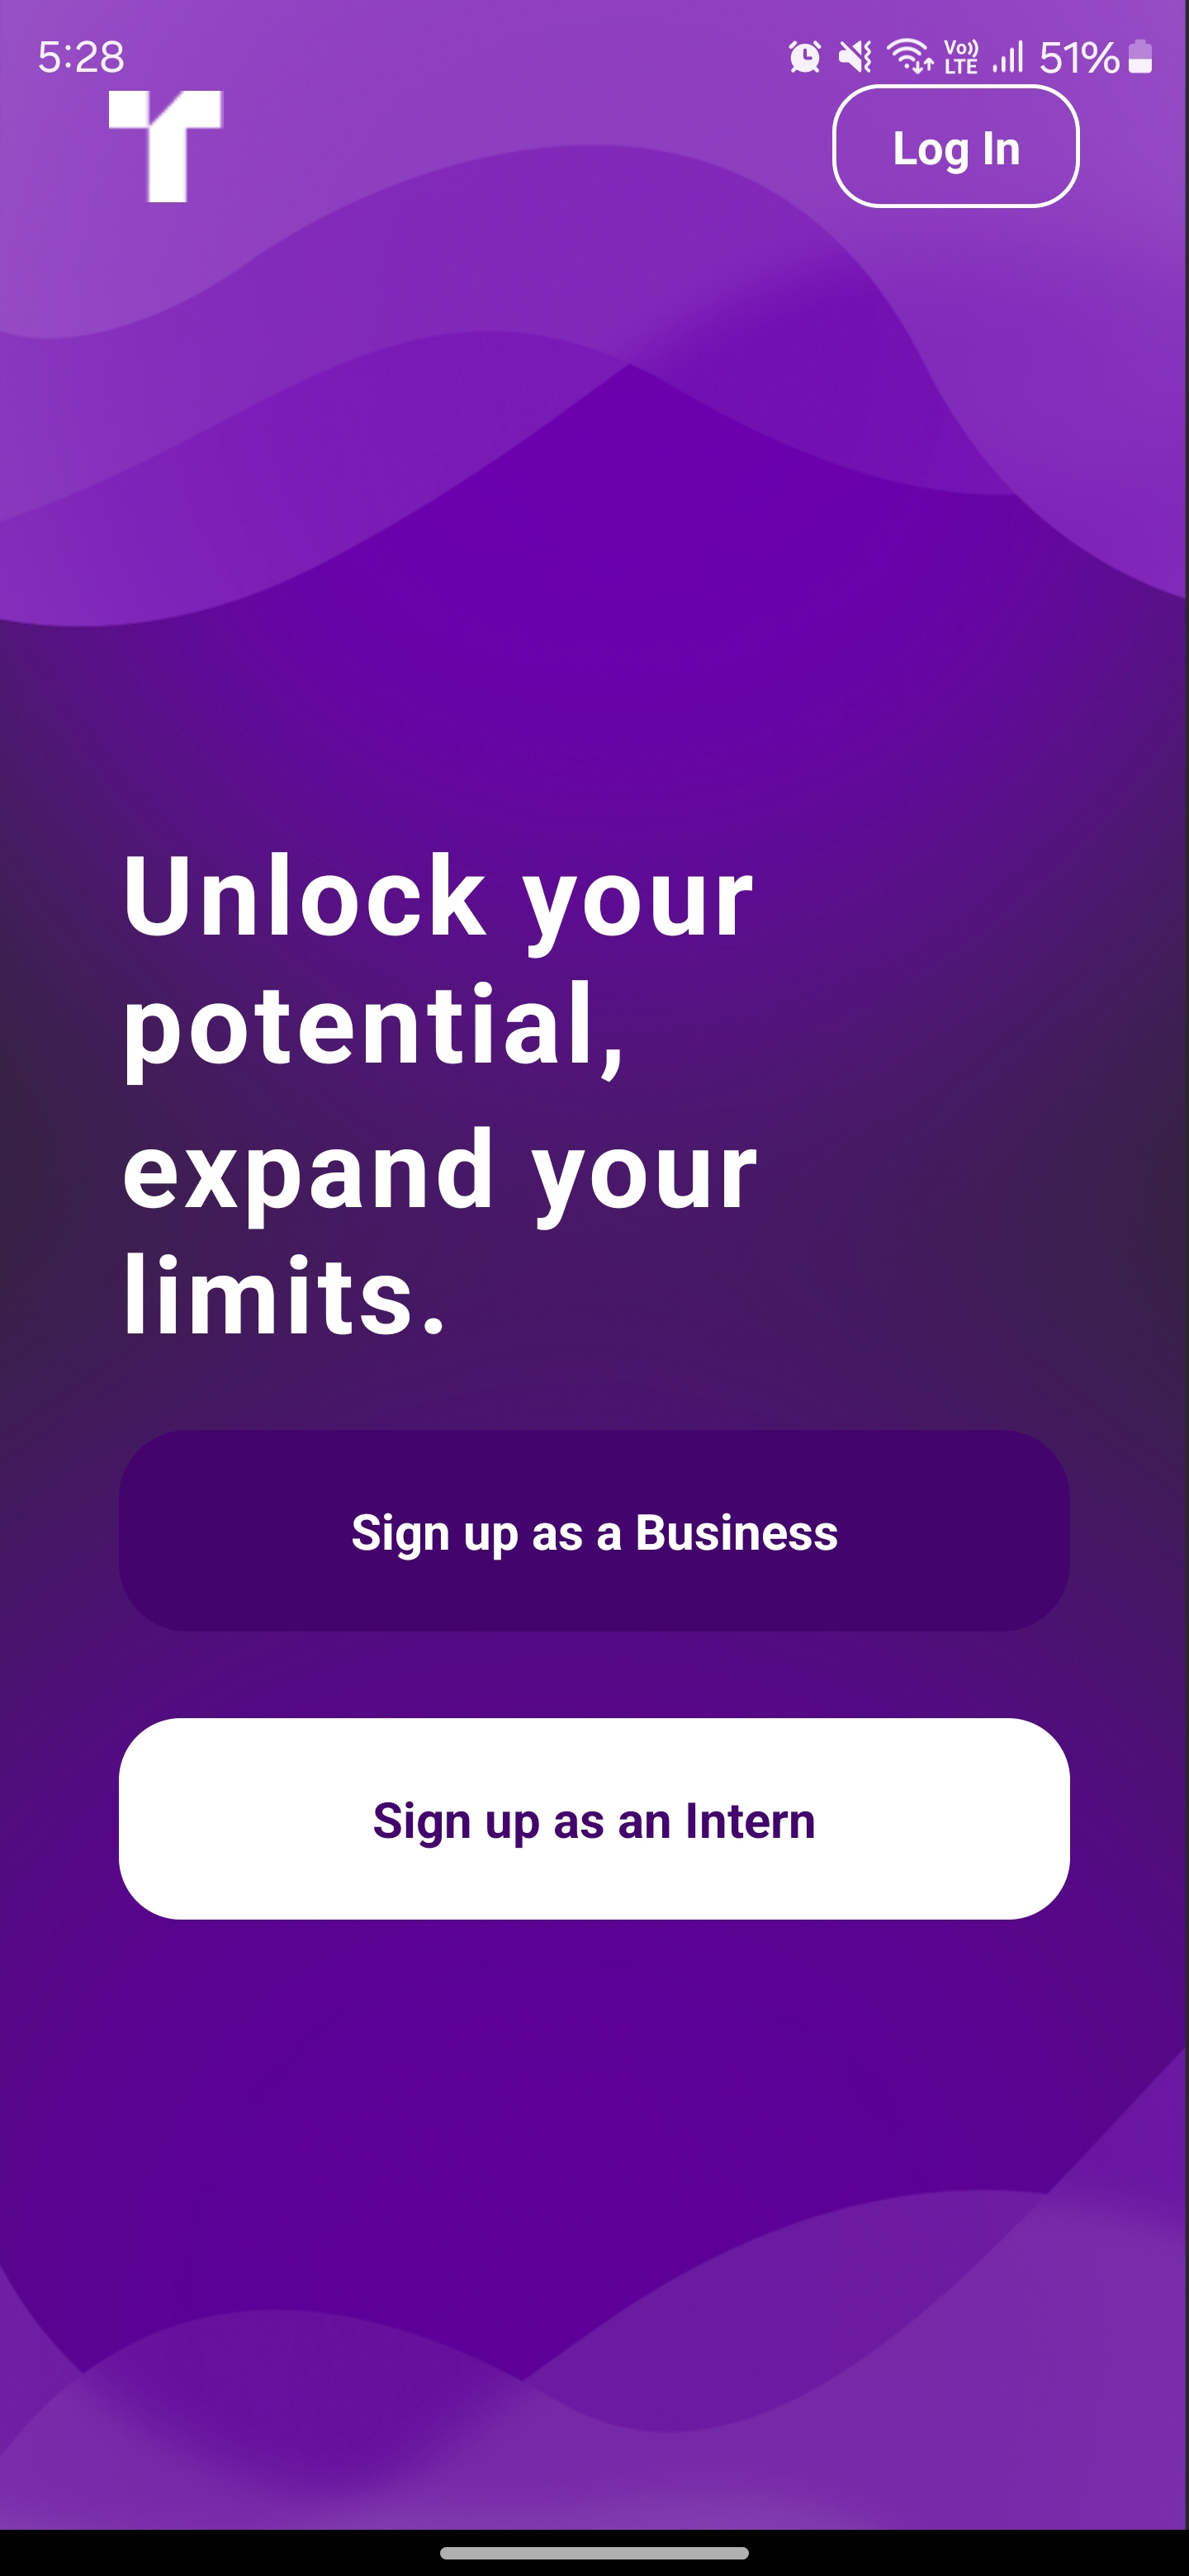 5:28
Vo)) LTE 51%
Log In
Unlock your
potential,
expand your
limits.
Sign up as a Business
Sign up as an Intern